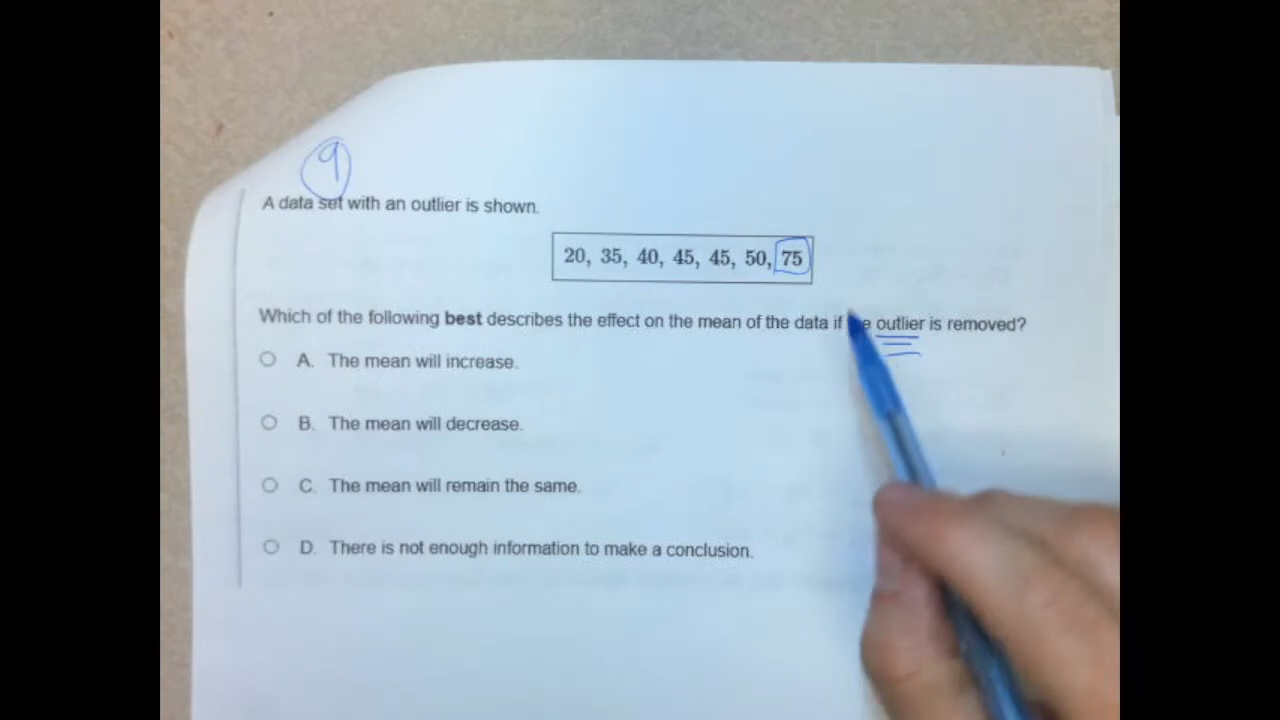 9
A data set with an outlier is shown.
20, 35, 40, 45, 45, 50, 75
Which of the following best describes the effect on the mean of the data if outlier is removed?
A. The mean will increase.
B. The mean will decrease.
C. The mean will remain the same.
D. There is not enough information to make a conclusion.